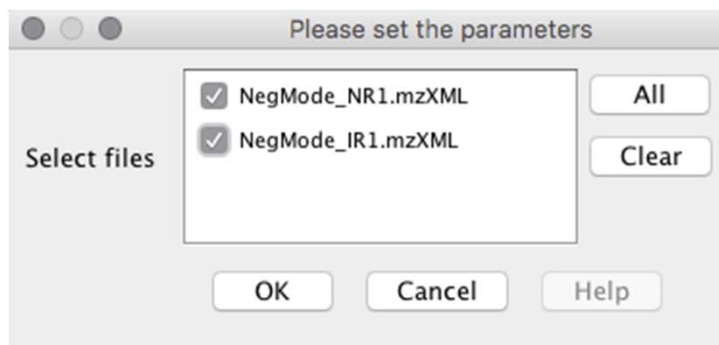 Please set the parameters
NegMode_NR1.mzXML
NegMode_IR1.mzXML
Select files
All
Clear
OK
Cancel
Help